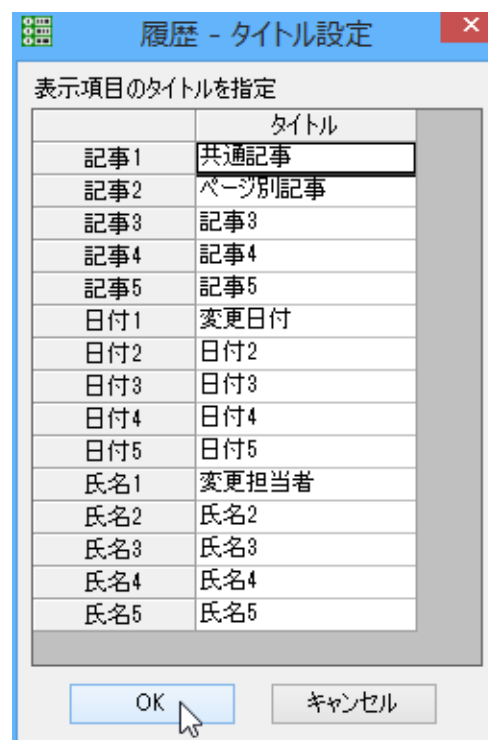 履歴 - タイトル設定
表示項目のタイトルを指定
タイトル
記事1 共通記事
記事2 ページ別記事
記事3 記事3
記事4 記事4
記事5 記事5
日付1 変更日付
日付2 日付2
日付3 日付3
日付4 日付4
日付5 日付5
氏名1 変更担当者
氏名2 氏名2
氏名3 氏名3
氏名4 氏名4
氏名5 氏名5
OK キャンセル